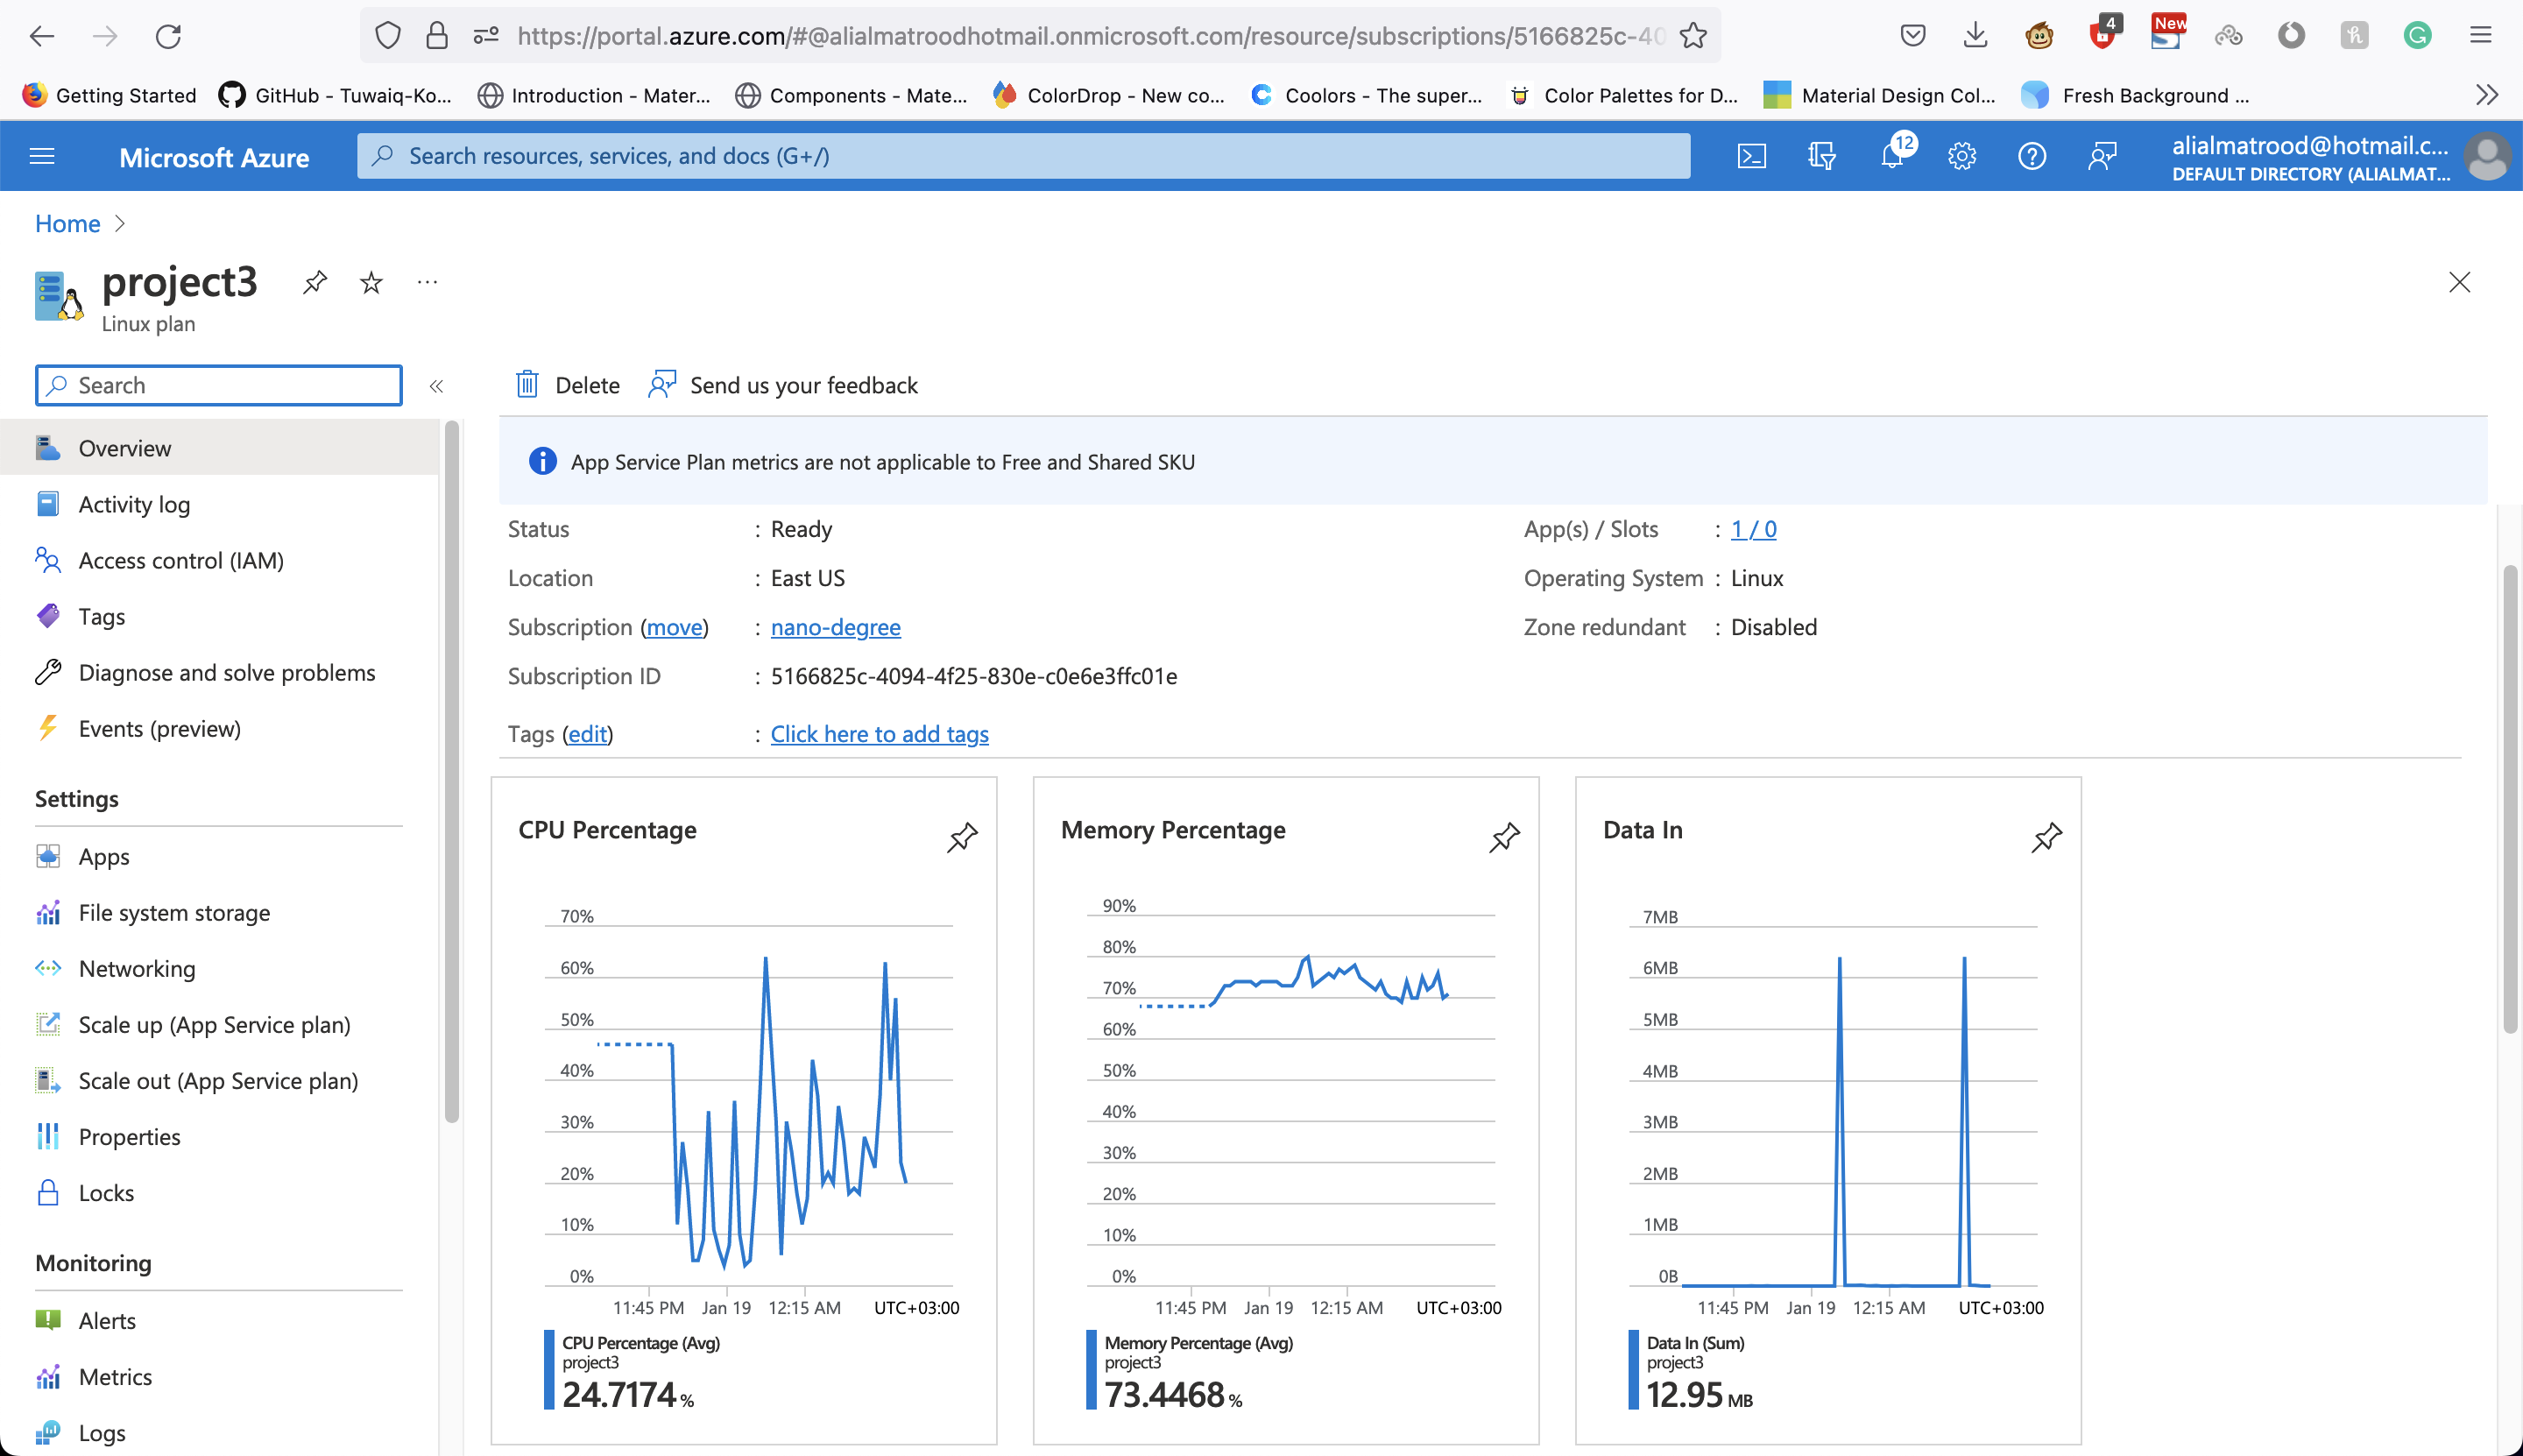 https://portal.azure.com/#@alialmatroodhotmail.onmicrosoft.com/resource/subscriptions/5166825c-40
4
New
Getting Started
GitHub - Tuwaiq-Ko...
Introduction - Mater...
Components - Mate...
ColorDrop - New co...
Coolors - The super...
Color Palettes for D...
Material Design Col...
Fresh Background ...
Microsoft Azure
Search resources, services, and docs (G+/)
12
alialmatrood@hotmail.c...
DEFAULT DIRECTORY (ALIALMAT...
Home
project3
Linux plan
Search
Delete
Send us your feedback
Overview
Activity log
Access control (IAM)
Tags
Diagnose and solve problems
Events (preview)
Settings
Apps
File system storage
Networking
Scale up (App Service plan)
Scale out (App Service plan)
Properties
Locks
Monitoring
Alerts
Metrics
Logs
App Service Plan metrics are not applicable to Free and Shared SKU
Status : Ready
Location : East US
Subscription (move) : nano-degree
Subscription ID : 5166825c-4094-4f25-830e-c0e6e3ffc01e
Tags (edit) : Click here to add tags
App(s) / Slots : 1 / 0
Operating System : Linux
Zone redundant : Disabled
CPU Percentage
70%
60%
50%
40%
30%
20%
10%
0%
11:45 PM Jan 19 12:15 AM UTC+03:00
CPU Percentage (Avg)
project3
24.7174 %
Memory Percentage
90%
80%
70%
60%
50%
40%
30%
20%
10%
0%
11:45 PM Jan 19 12:15 AM UTC+03:00
Memory Percentage (Avg)
project3
73.4468 %
Data In
7MB
6MB
5MB
4MB
3MB
2MB
1MB
0B
11:45 PM Jan 19 12:15 AM UTC+03:00
Data In (Sum)
project3
12.95 MB